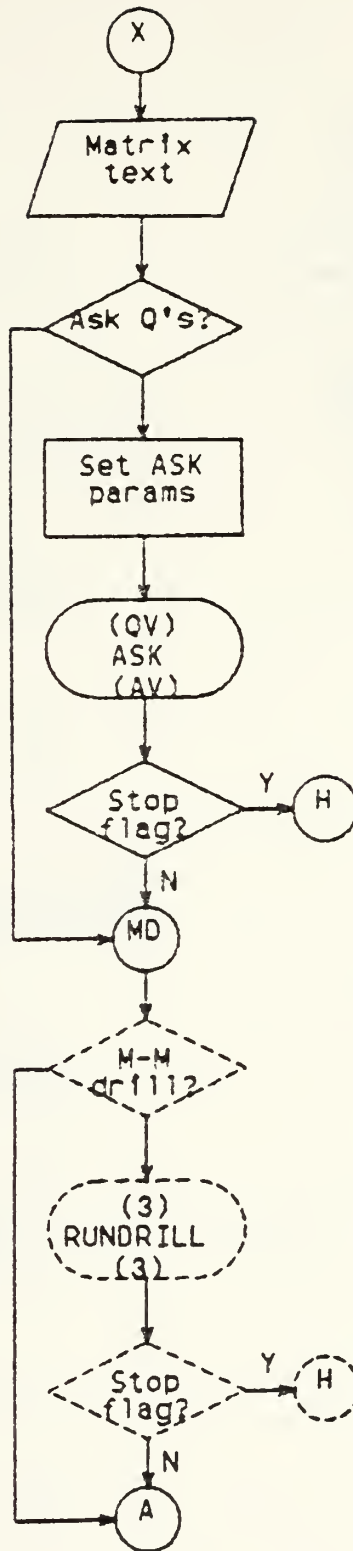 X
Matrix
text
Ask Q's?
Set ASK
params
(QV)
ASK
(AV)
Stop
flag?
Y
H
N
MD
M-M
drill?
(3)
RUNDRILL
(3)
Stop
flag?
Y
H
N
A